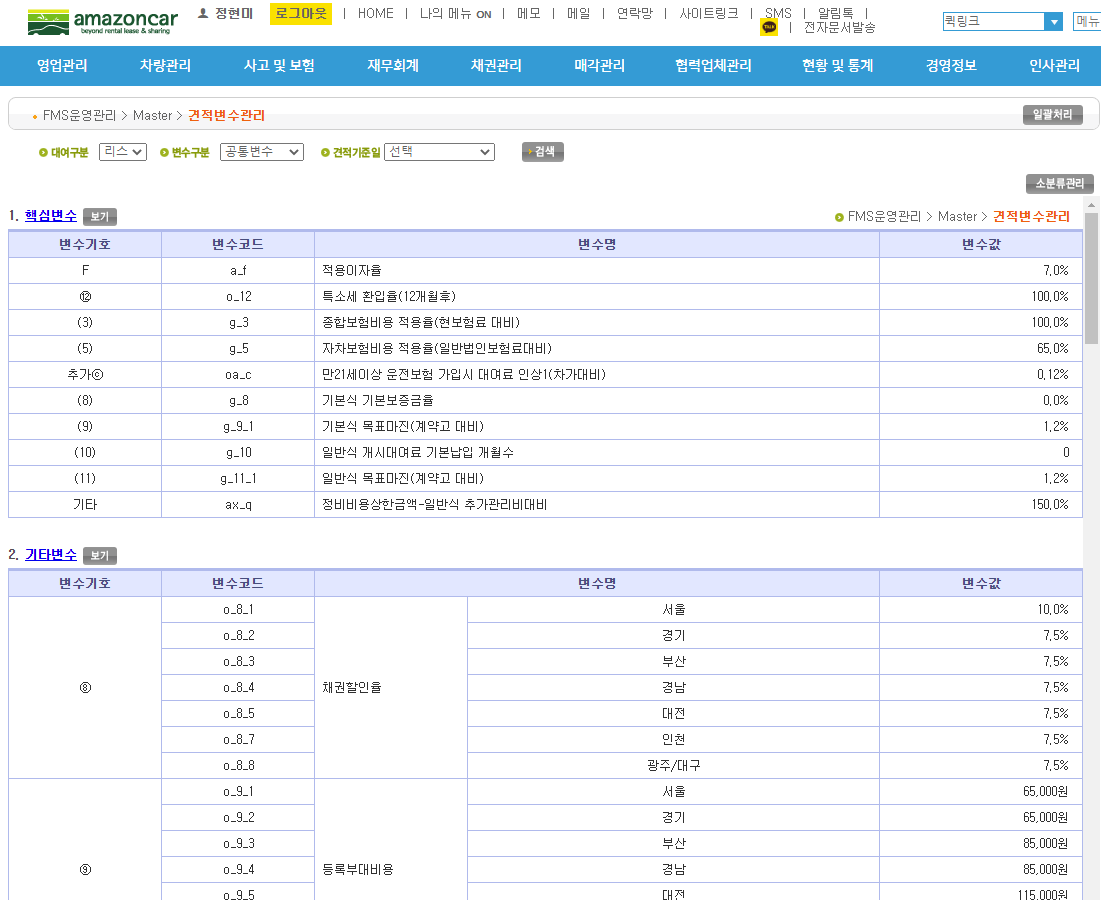 amazoncar
beyond rental lease & sharing
정현미 로그아웃 | HOME | 나의 메뉴 ON | 메모 | 메일 | 연락망 | 사이트링크 | SMS | 알림톡 |
TALK | 전자문서발송
퀵링크 메뉴
영업관리 차량관리 사고 및 보험 재무회계 채권관리 매각관리 협력업체관리 현황 및 통계 경영정보 인사관리
FMS운영관리 > Master > 견적변수관리 일괄처리
대여구분 리스 변수구분 공통변수 견적기준일 선택 검색
소분류관리
1. 핵심변수 보기 FMS운영관리 > Master > 견적변수관리
변수기호 변수코드 변수명 변수값
F a_f 적용이자율 7.0%
⑫ o_12 특소세 환입율(12개월후) 100.0%
(3) g_3 종합보험비용 적용율(현보험료 대비) 100.0%
(5) g_5 자차보험비용 적용율(일반법인보험료대비) 65.0%
추가ⓒ oa_c 만21세이상 운전보험 가입시 대여료 인상1(차가대비) 0.12%
(8) g_8 기본식 기본보증금율 0.0%
(9) g_9_1 기본식 목표마진(계약고 대비) 1.2%
(10) g_10 일반식 개시대여료 기본납입 개월수 0
(11) g_11_1 일반식 목표마진(계약고 대비) 1.2%
기타 ax_q 정비비용상한금액-일반식 추가관리비대비 150.0%
2. 기타변수 보기
변수기호 변수코드 변수명 변수값
o_8_1 서울 10.0%
o_8_2 경기 7.5%
o_8_3 부산 7.5%
⑧ o_8_4 채권할인율 경남 7.5%
o_8_5 대전 7.5%
o_8_7 인천 7.5%
o_8_8 광주/대구 7.5%
o_9_1 서울 65,000원
o_9_2 경기 65,000원
o_9_3 부산 85,000원
⑨ o_9_4 등록부대비용 경남 85,000원
o_9_5 대전 115,000원